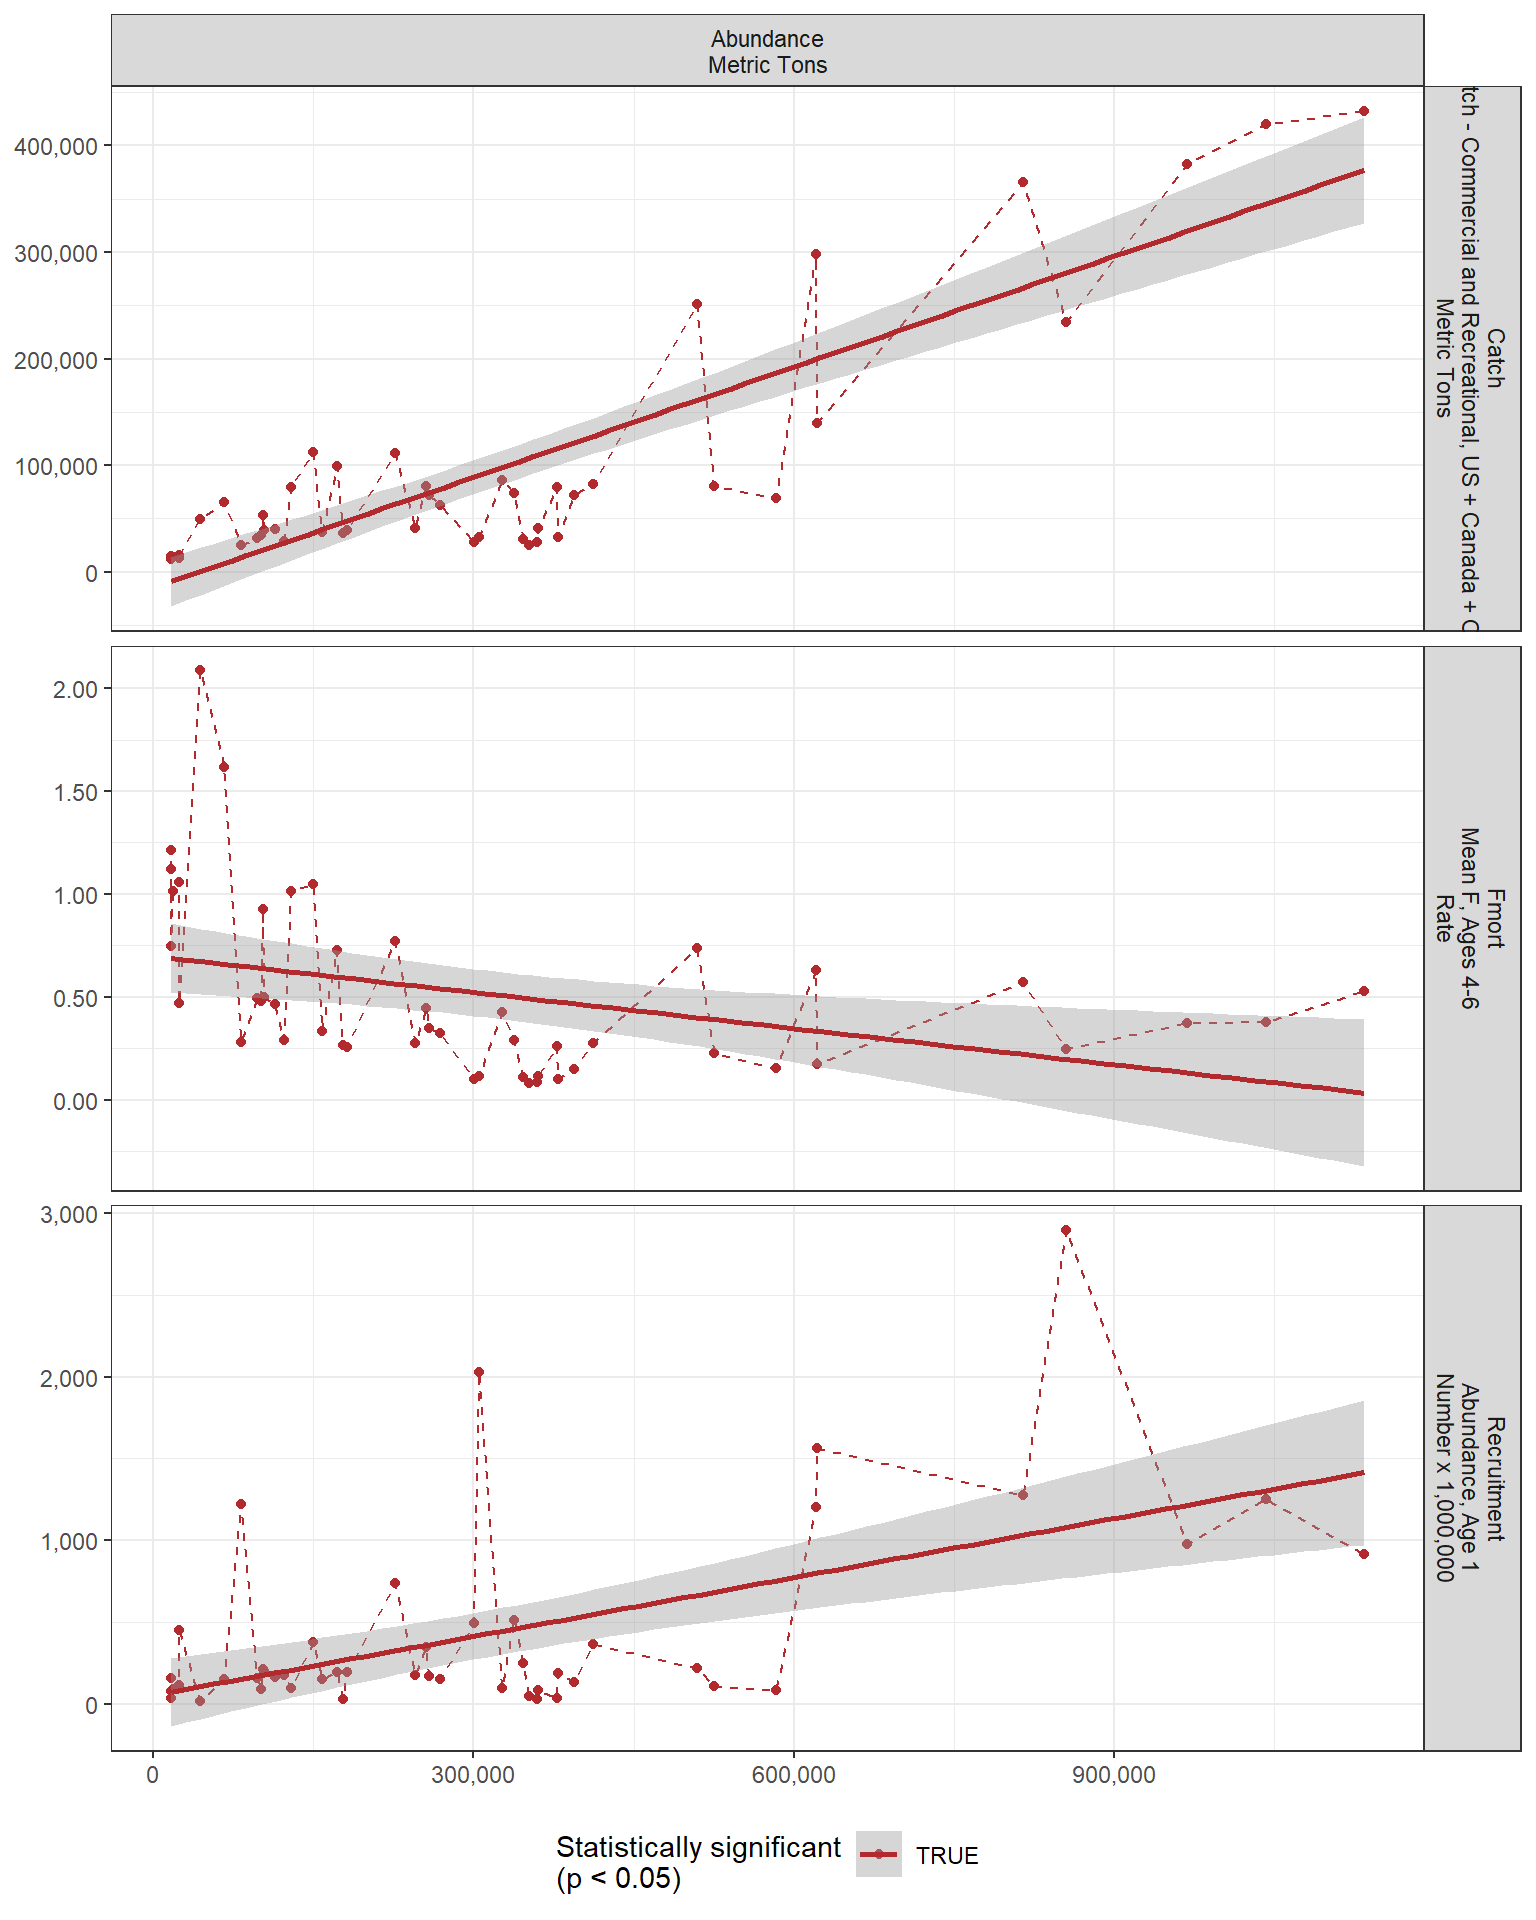 Abundance
Metric Tons
400,000
300,000
200,000
100,000
0
Catch
tch - Commercial and Recreational, US + Canada +
Metric Tons
2.00
1.50
1.00
0.50
0.00
Fmort
Mean F, Ages 4-6
Rate
3,000
2,000
1,000
0
Recruitment
Abundance, Age 1
Number x 1,000,000
0 300,000 600,000 900,000
Statistically significant
(p < 0.05)
TRUE